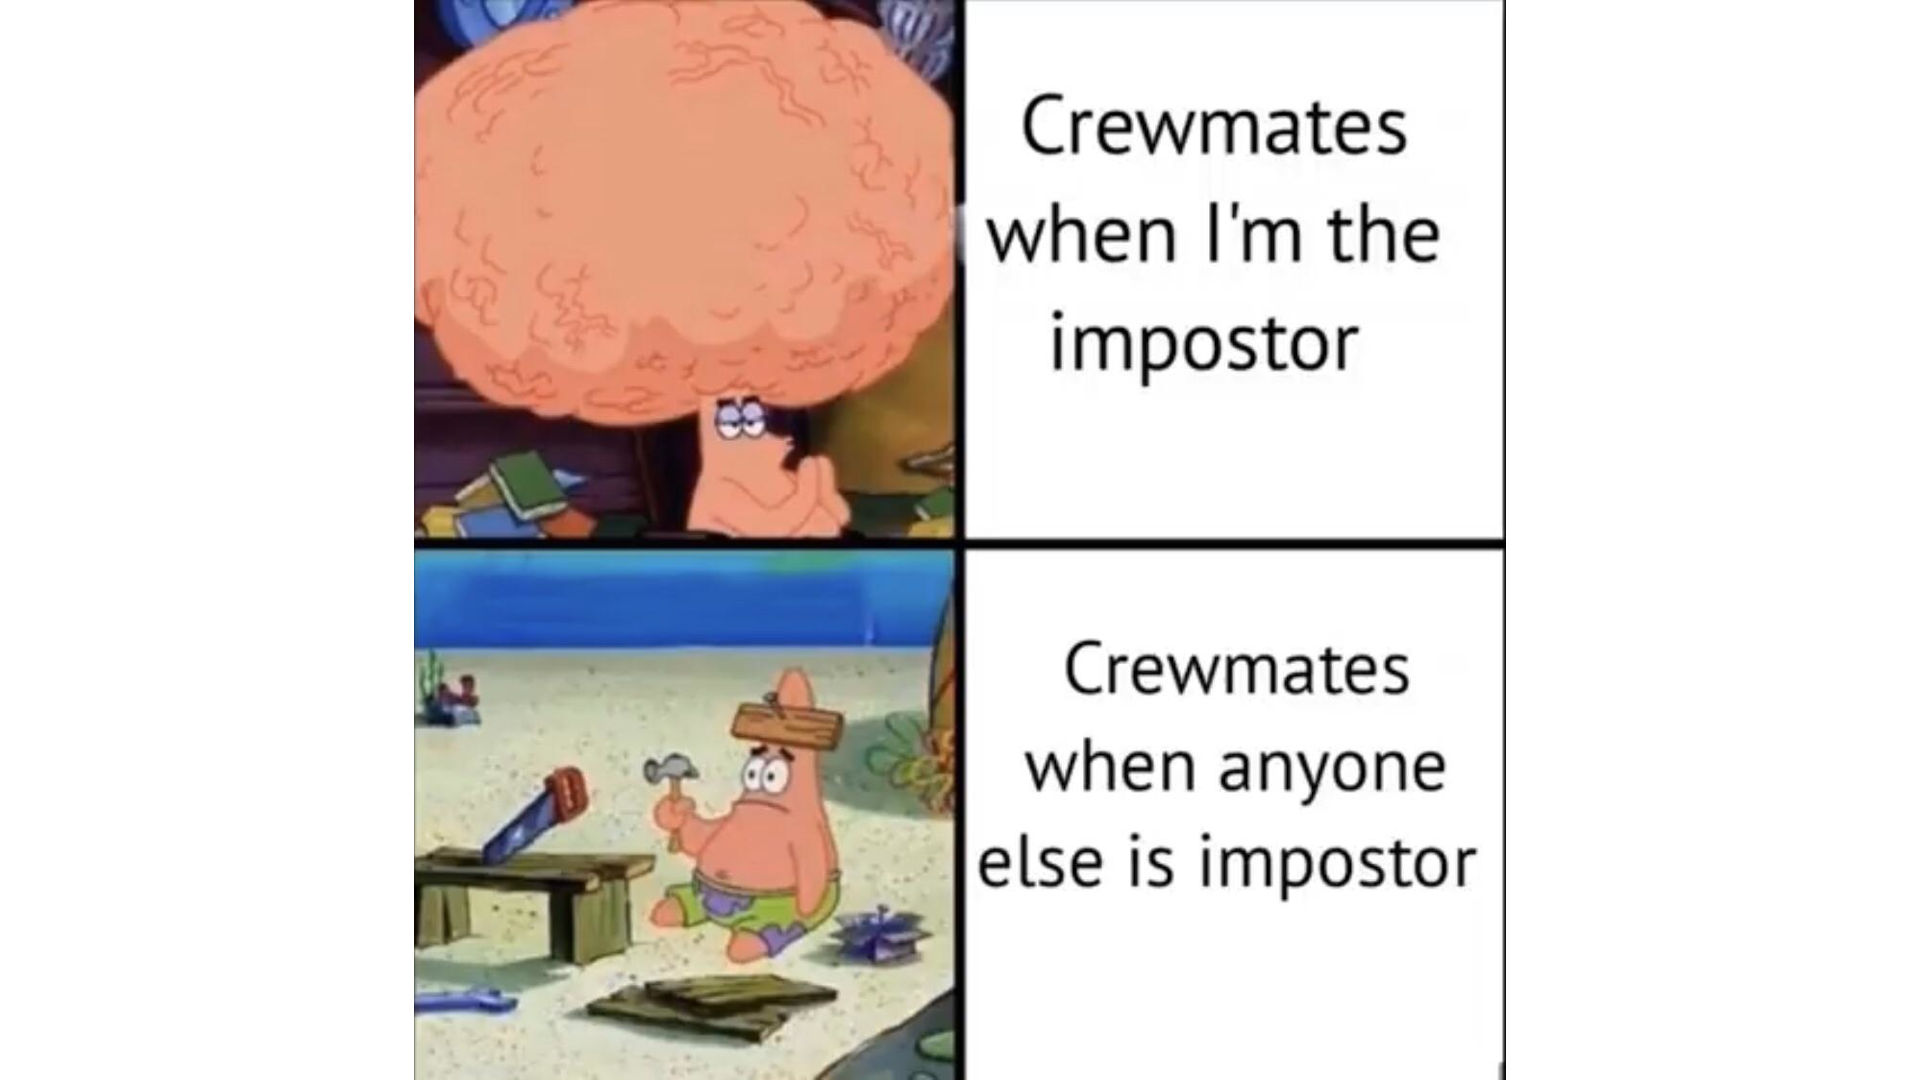 Crewmates
when I'm the
impostor
Crewmates
when anyone
else is impostor